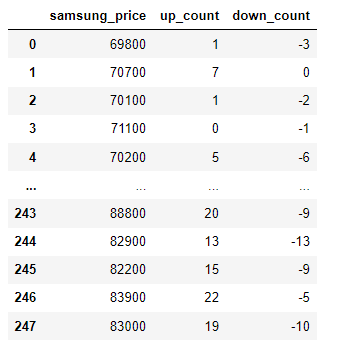 samsung_price up_count down_count
0 69800 1 -3
1 70700 7 0
2 70100 1 -2
3 71100 0 -1
4 70200 5 -6
... ... ... ...
243 88800 20 -9
244 82900 13 -13
245 82200 15 -9
246 83900 22 -5
247 83000 19 -10